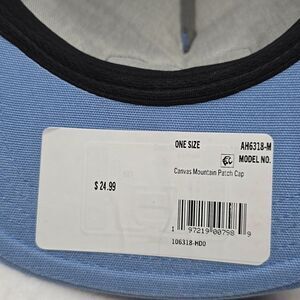 ONE SIZE
AH6318-M
MODEL NO.
Canvas Mountain Patch Cap
$ 24.99
1 97219 00798 9
106318-HD0